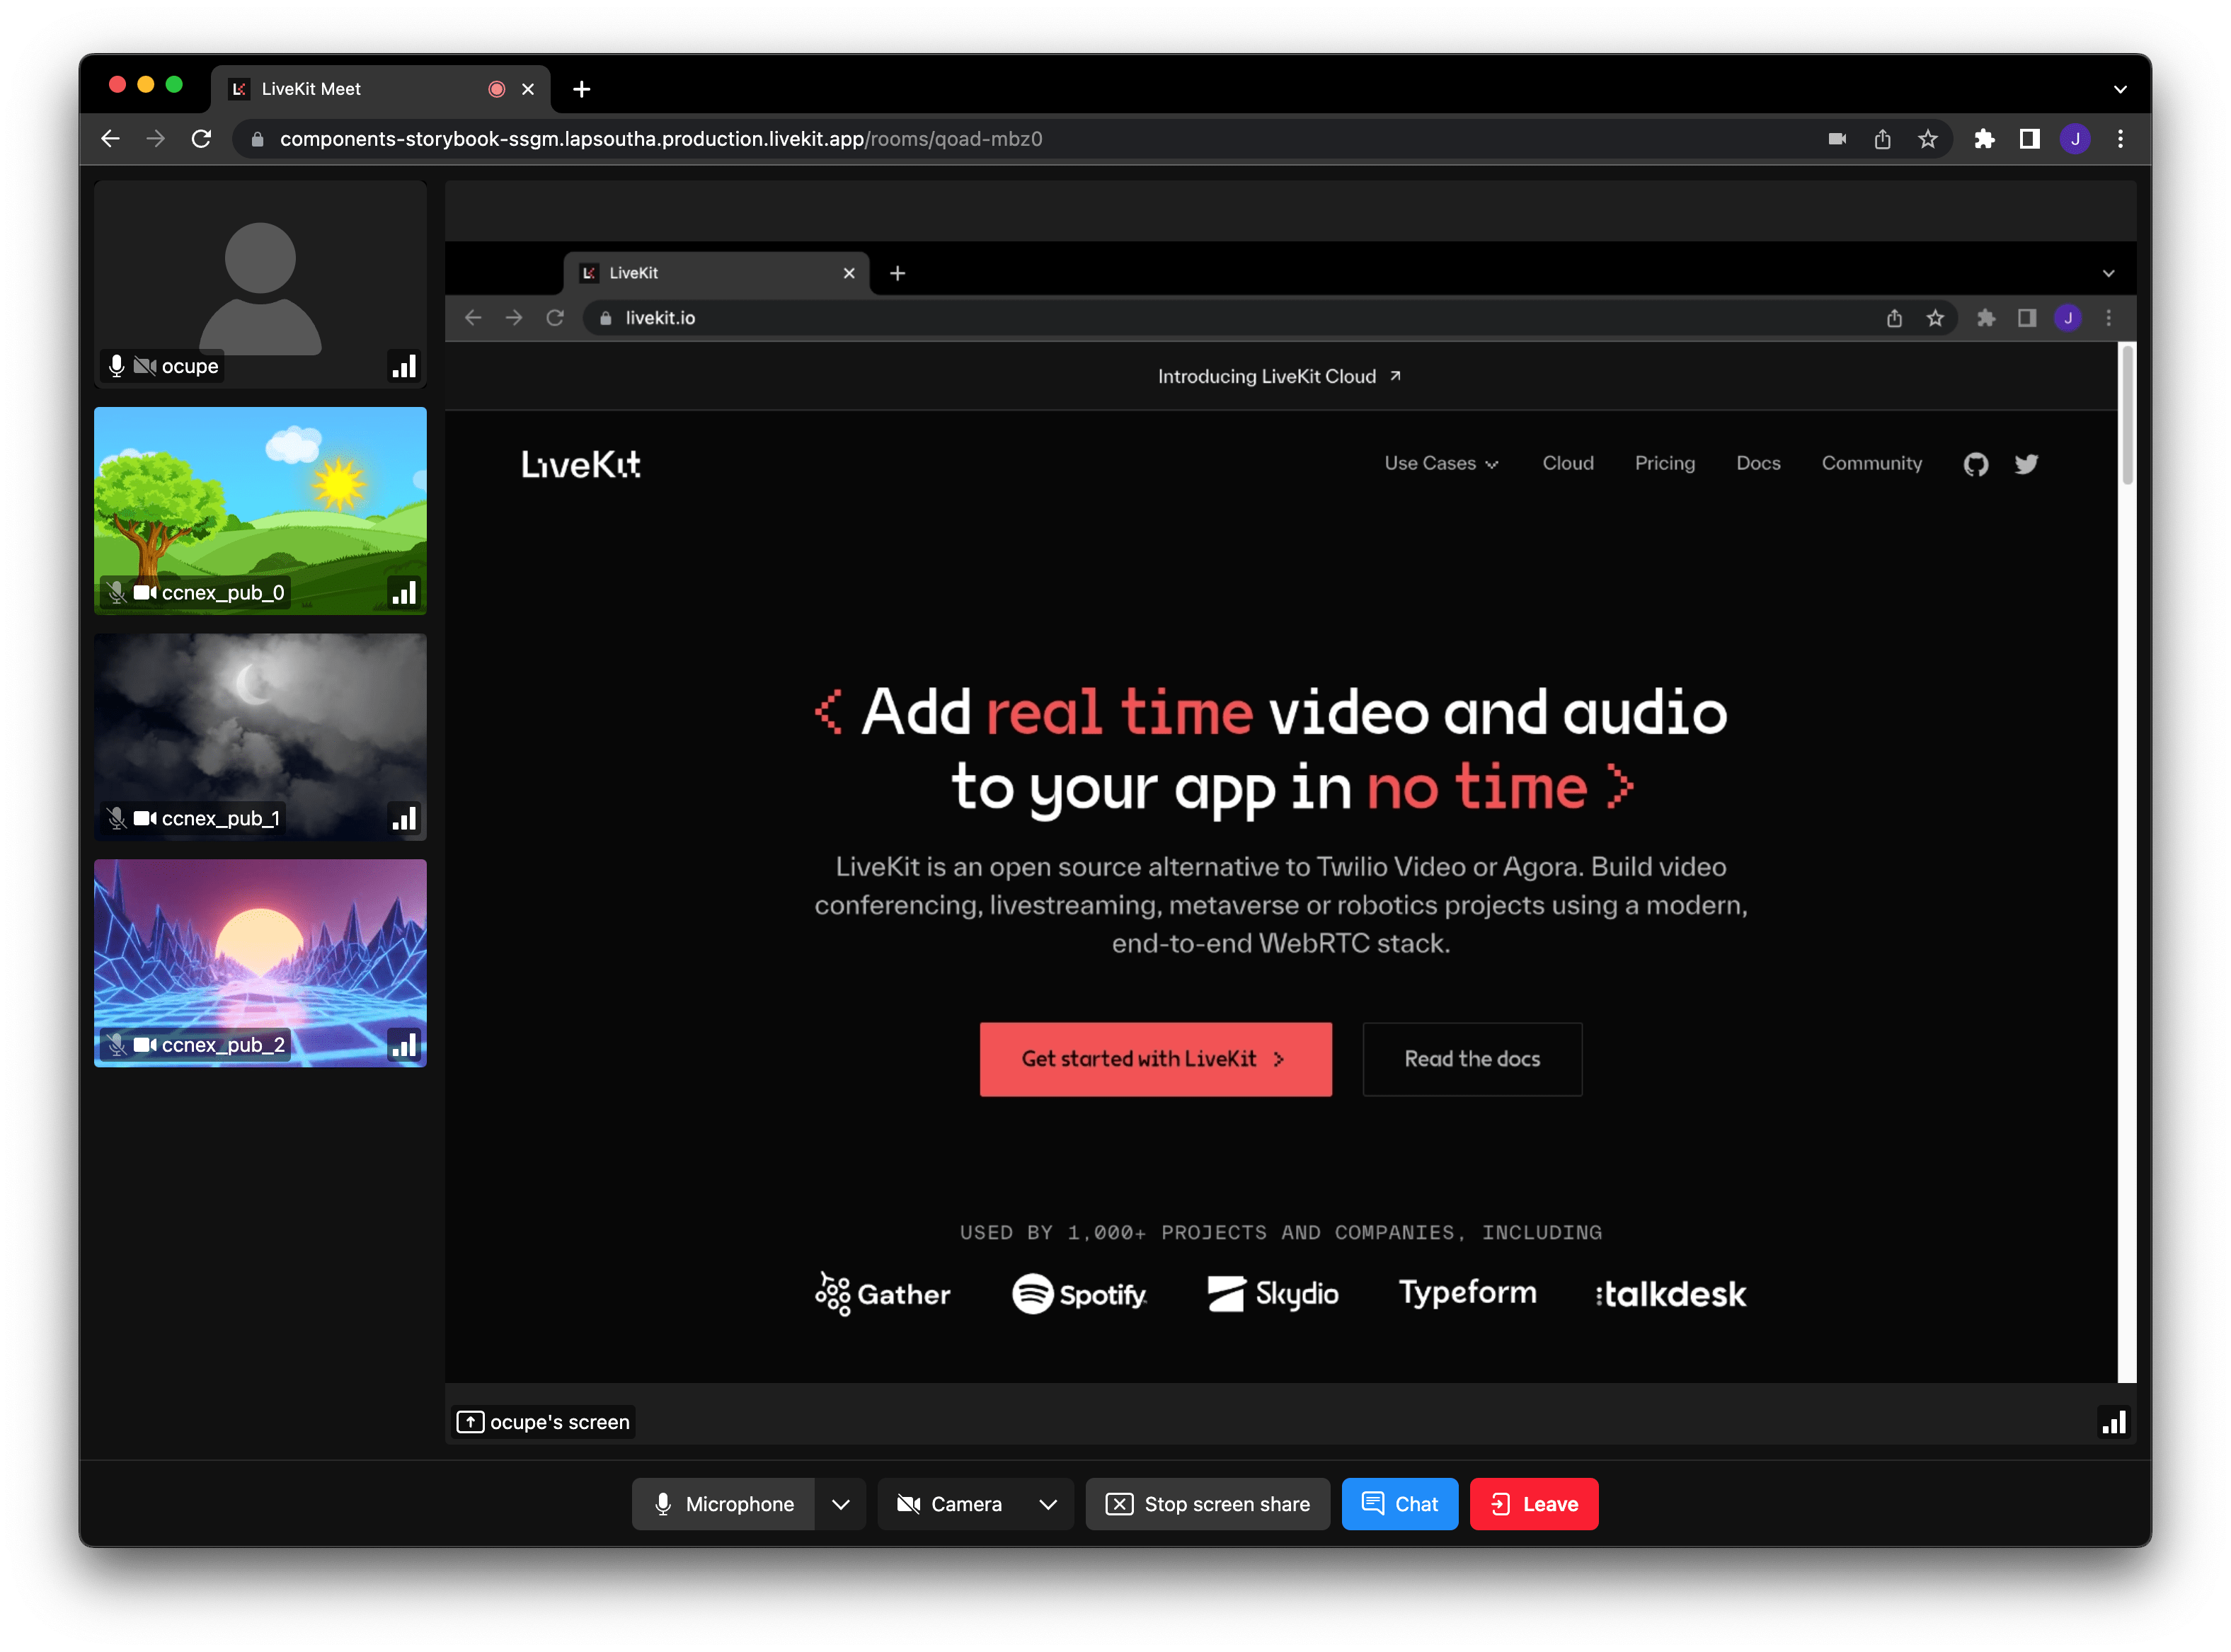 LiveKit Meet
components-storybook-ssgm.lapsoutha.production.livekit.app/rooms/qoad-mbz0
J
ocupe
ccnex_pub_0
ccnex_pub_1
ccnex_pub_2
LiveKit
livekit.io
J
Introducing LiveKit Cloud
LiveKit
Use Cases Cloud Pricing Docs Community
< Add real time video and audio
to your app in no time >
LiveKit is an open source alternative to Twilio Video or Agora. Build video
conferencing, livestreaming, metaverse or robotics projects using a modern,
end-to-end WebRTC stack.
Get started with LiveKit >
Read the docs
USED BY 1,000+ PROJECTS AND COMPANIES, INCLUDING
Gather Spotify Skydio Typeform :talkdesk
ocupe's screen
Microphone Camera Stop screen share Chat Leave